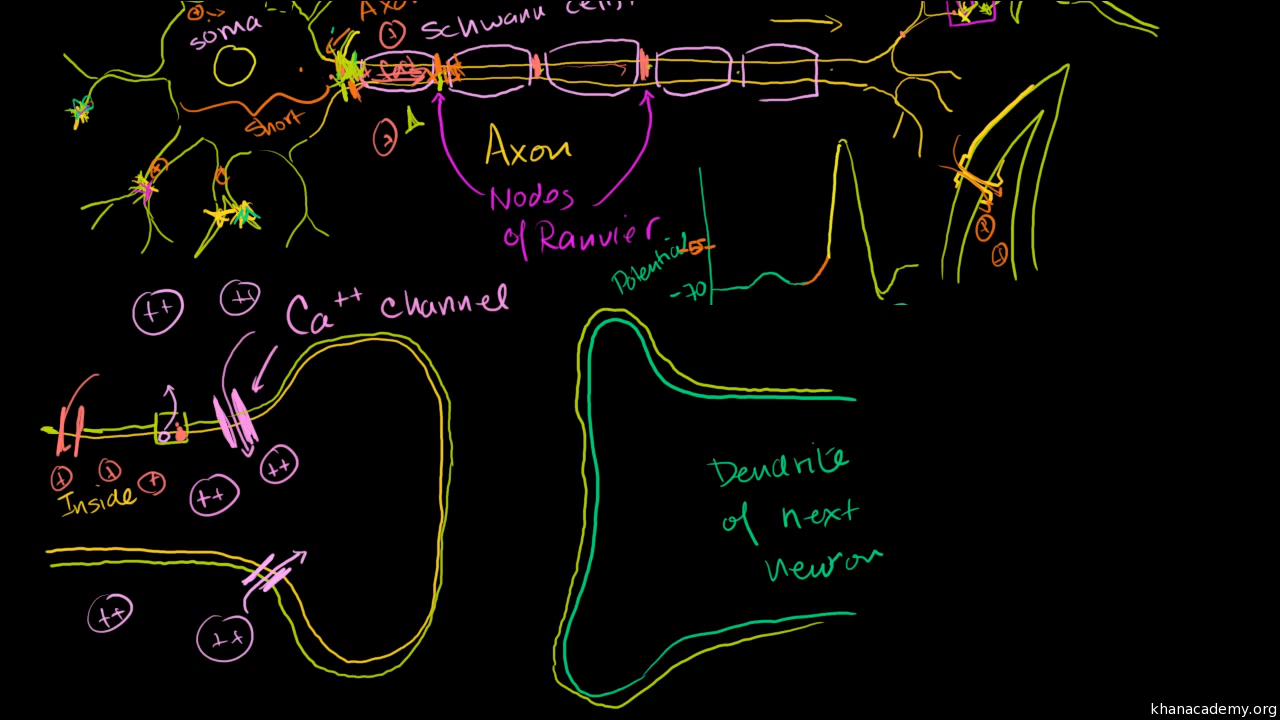 soma
Schwann cells
short
Axon
Nodes
of Ranvier
Potential
-55
-70
Ca++ channel
++
++
++
++
++
++
+
+
+
Inside
Dendrite
of next
neuron
khanacademy.org